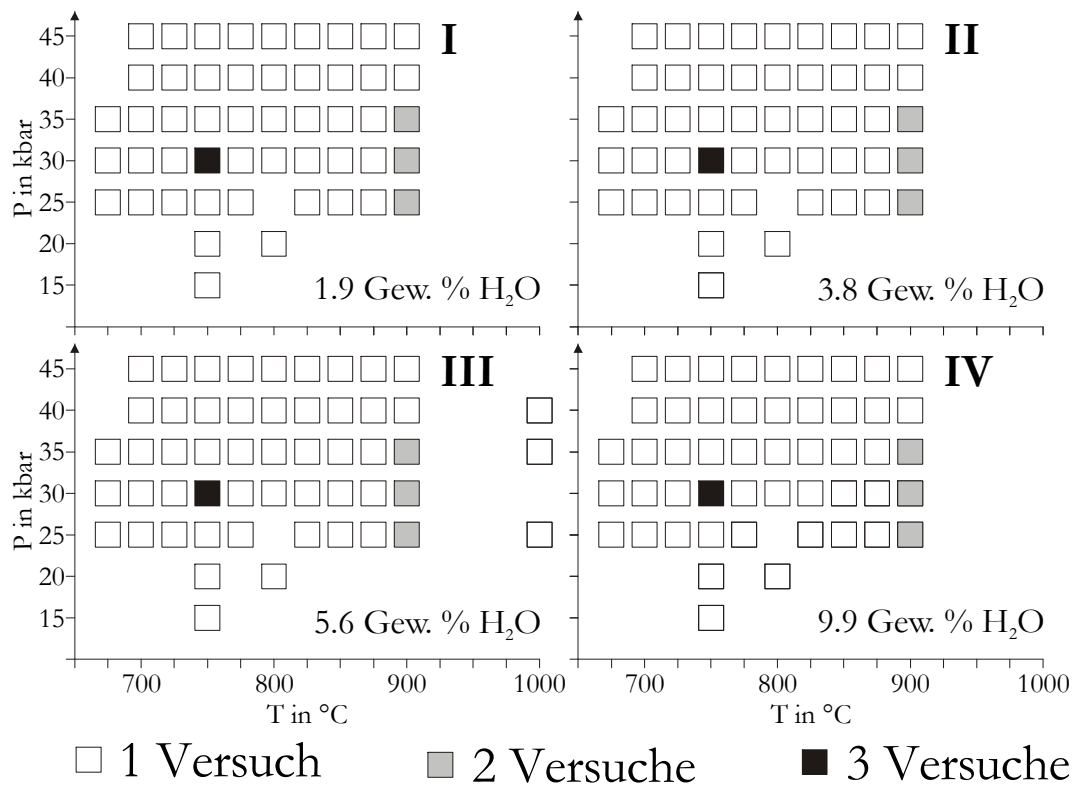 I
II
P in kbar
45
40
35
30
25
20
15
1.9 Gew. % H₂O
3.8 Gew. % H₂O
III
IV
P in kbar
45
40
35
30
25
20
15
5.6 Gew. % H₂O
9.9 Gew. % H₂O
700 800 900 1000 700 800 900 1000
T in °C T in °C
1 Versuch 2 Versuche 3 Versuche